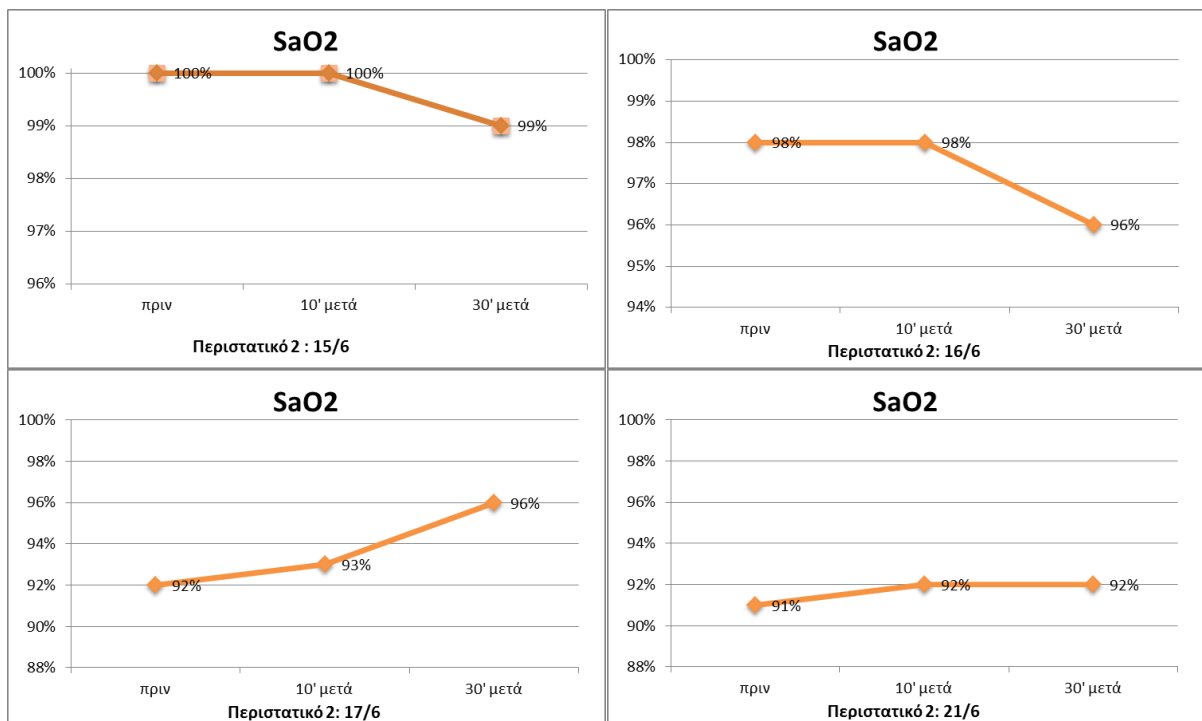 SaO2
100%
99%
98%
97%
96%
100%
100%
99%
πριν
10' μετά
30' μετά
Περιστατικό 2 : 15/6
SaO2
100%
99%
98%
97%
96%
95%
94%
98%
98%
96%
πριν
10' μετά
30' μετά
Περιστατικό 2: 16/6
SaO2
100%
98%
96%
94%
92%
90%
88%
92%
93%
96%
πριν
10' μετά
30' μετά
Περιστατικό 2: 17/6
SaO2
100%
98%
96%
94%
92%
90%
88%
91%
92%
92%
πριν
10' μετά
30' μετά
Περιστατικό 2: 21/6